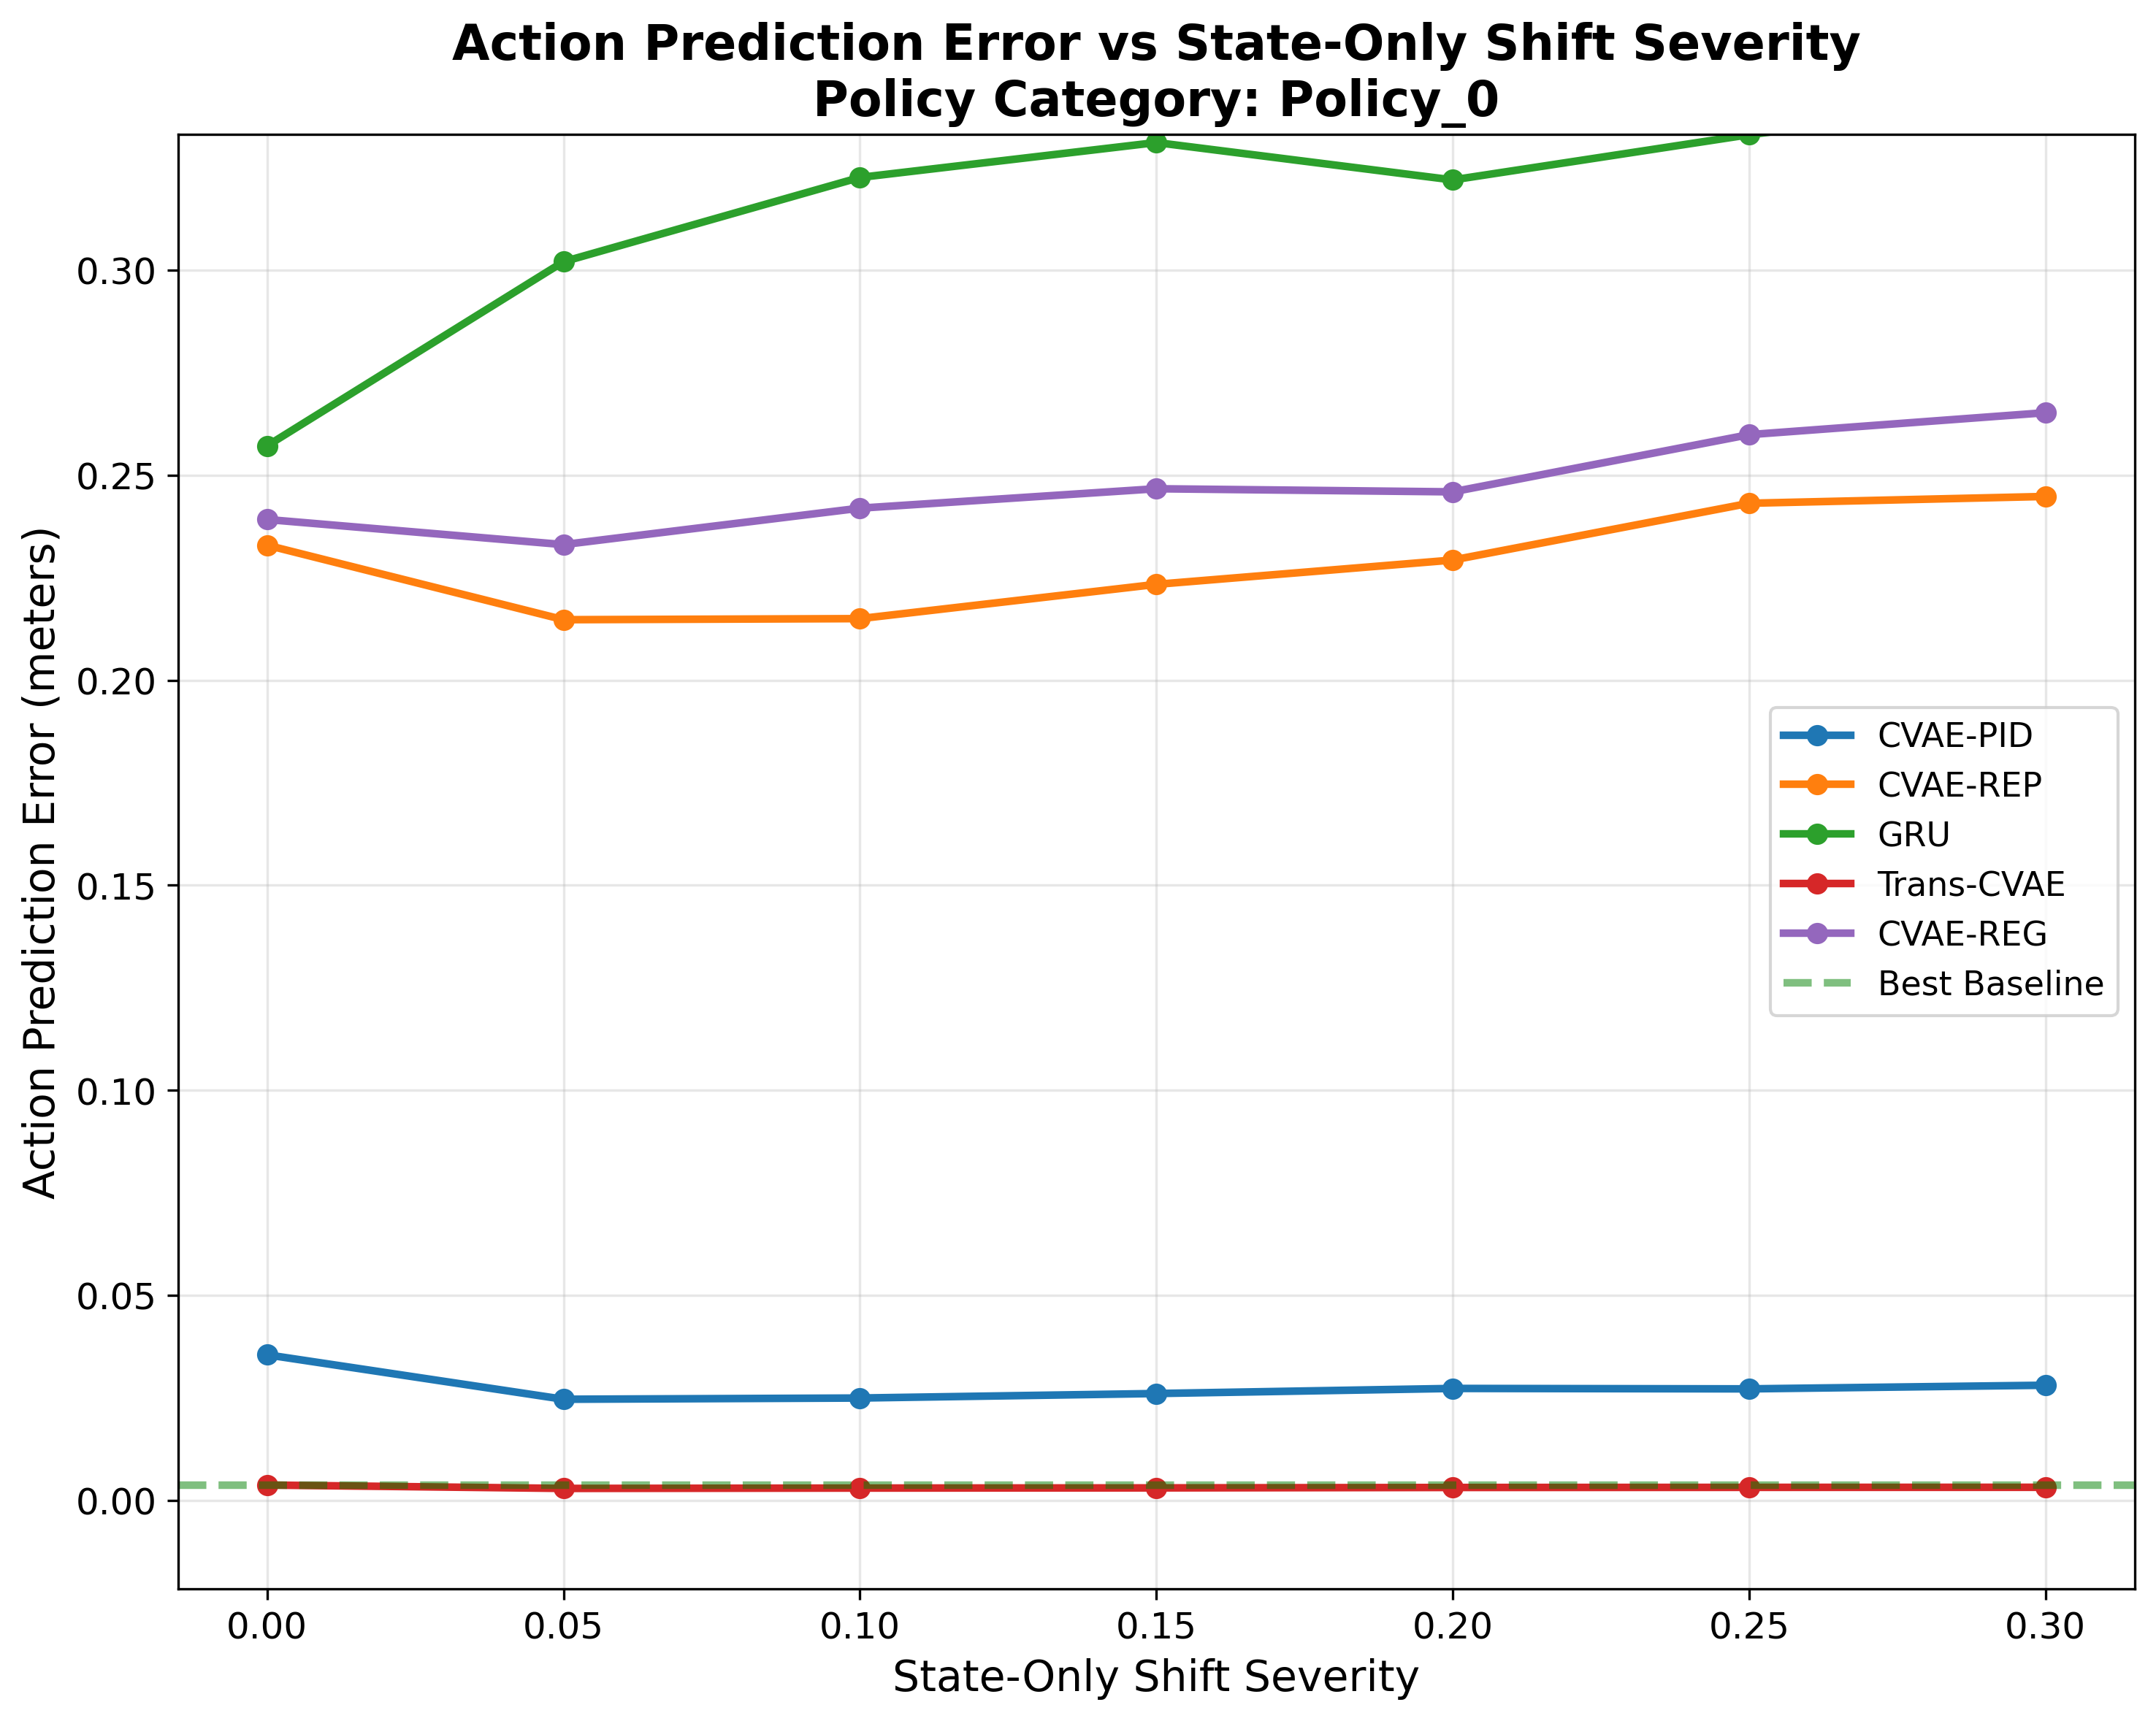 Action Prediction Error vs State-Only Shift Severity
Policy Category: Policy_0
Action Prediction Error (meters)
0.30
0.25
0.20
0.15
0.10
0.05
0.00
CVAE-PID
CVAE-REP
GRU
Trans-CVAE
CVAE-REG
Best Baseline
0.00 0.05 0.10 0.15 0.20 0.25 0.30
State-Only Shift Severity